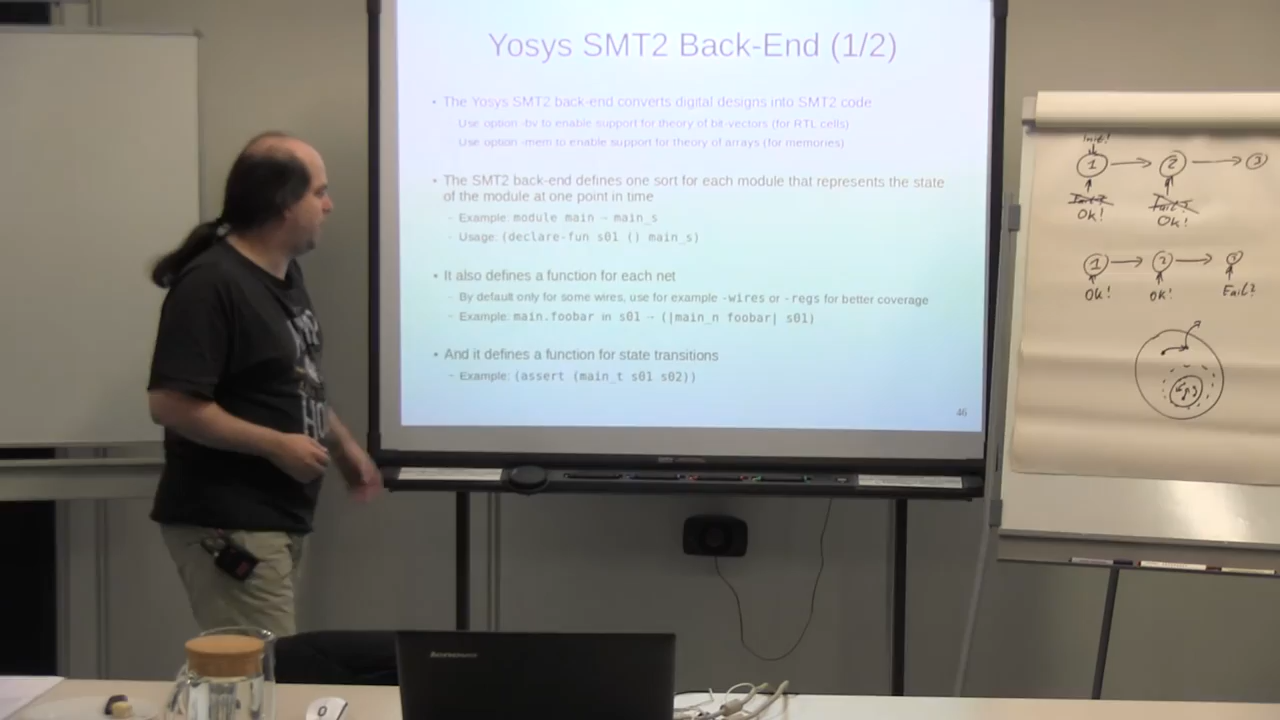 Yosys SMT2 Back-End (1/2)
• The Yosys SMT2 back-end converts digital designs into SMT2 code
Use option -bv to enable support for theory of bit-vectors (for RTL cells)
Use option -mem to enable support for theory of arrays (for memories)
• The SMT2 back-end defines one sort for each module that represents the state
of the module at one point in time
– Example: module main → main_s
– Usage: (declare-fun s01 () main_s)
• It also defines a function for each net
– By default only for some wires, use for example -wires or -regs for better coverage
– Example: main.foobar in s01 → (|main_n foobar| s01)
• And it defines a function for state transitions
– Example: (assert (main_t s01 s02))
46
Init!
1 2 3
Fail? Fail?
Ok! Ok!
1 2
Ok! Ok! Fail?
lenovo